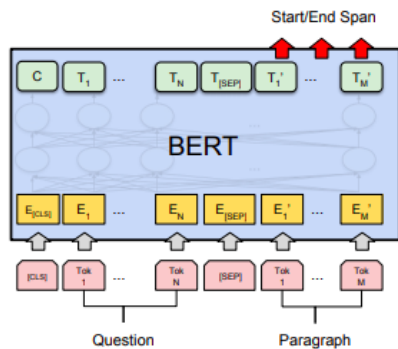 Start/End Span
C T1 ... TN T[SEP] T1' ... TM'
...
BERT
...
E[CLS] E1 ... EN E[SEP] E1' ... EM'
[CLS] Tok 1 ... Tok N [SEP] Tok 1 ... Tok M
Question Paragraph